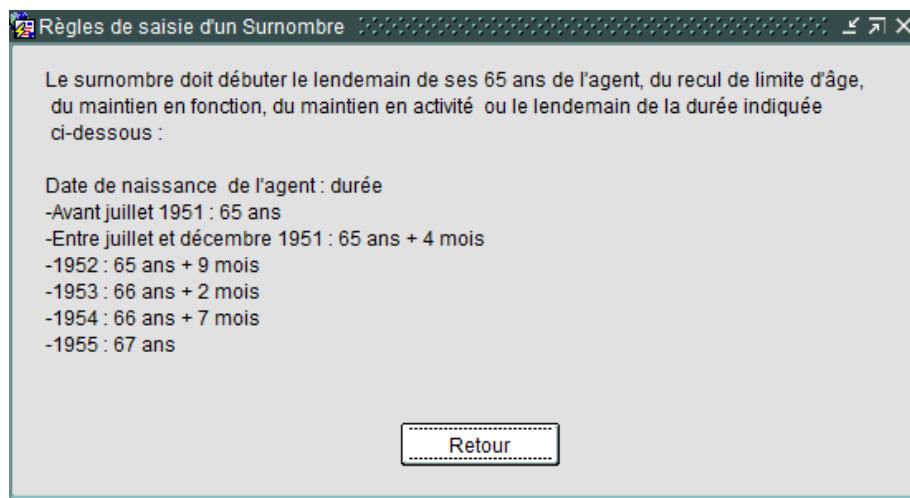 Règles de saisie d'un Surnombre
Le surnombre doit débuter le lendemain de ses 65 ans de l'agent, du recul de limite d'âge,
du maintien en fonction, du maintien en activité ou le lendemain de la durée indiquée
ci-dessous :
Date de naissance de l'agent : durée
-Avant juillet 1951 : 65 ans
-Entre juillet et décembre 1951 : 65 ans + 4 mois
-1952 : 65 ans + 9 mois
-1953 : 66 ans + 2 mois
-1954 : 66 ans + 7 mois
-1955 : 67 ans
Retour